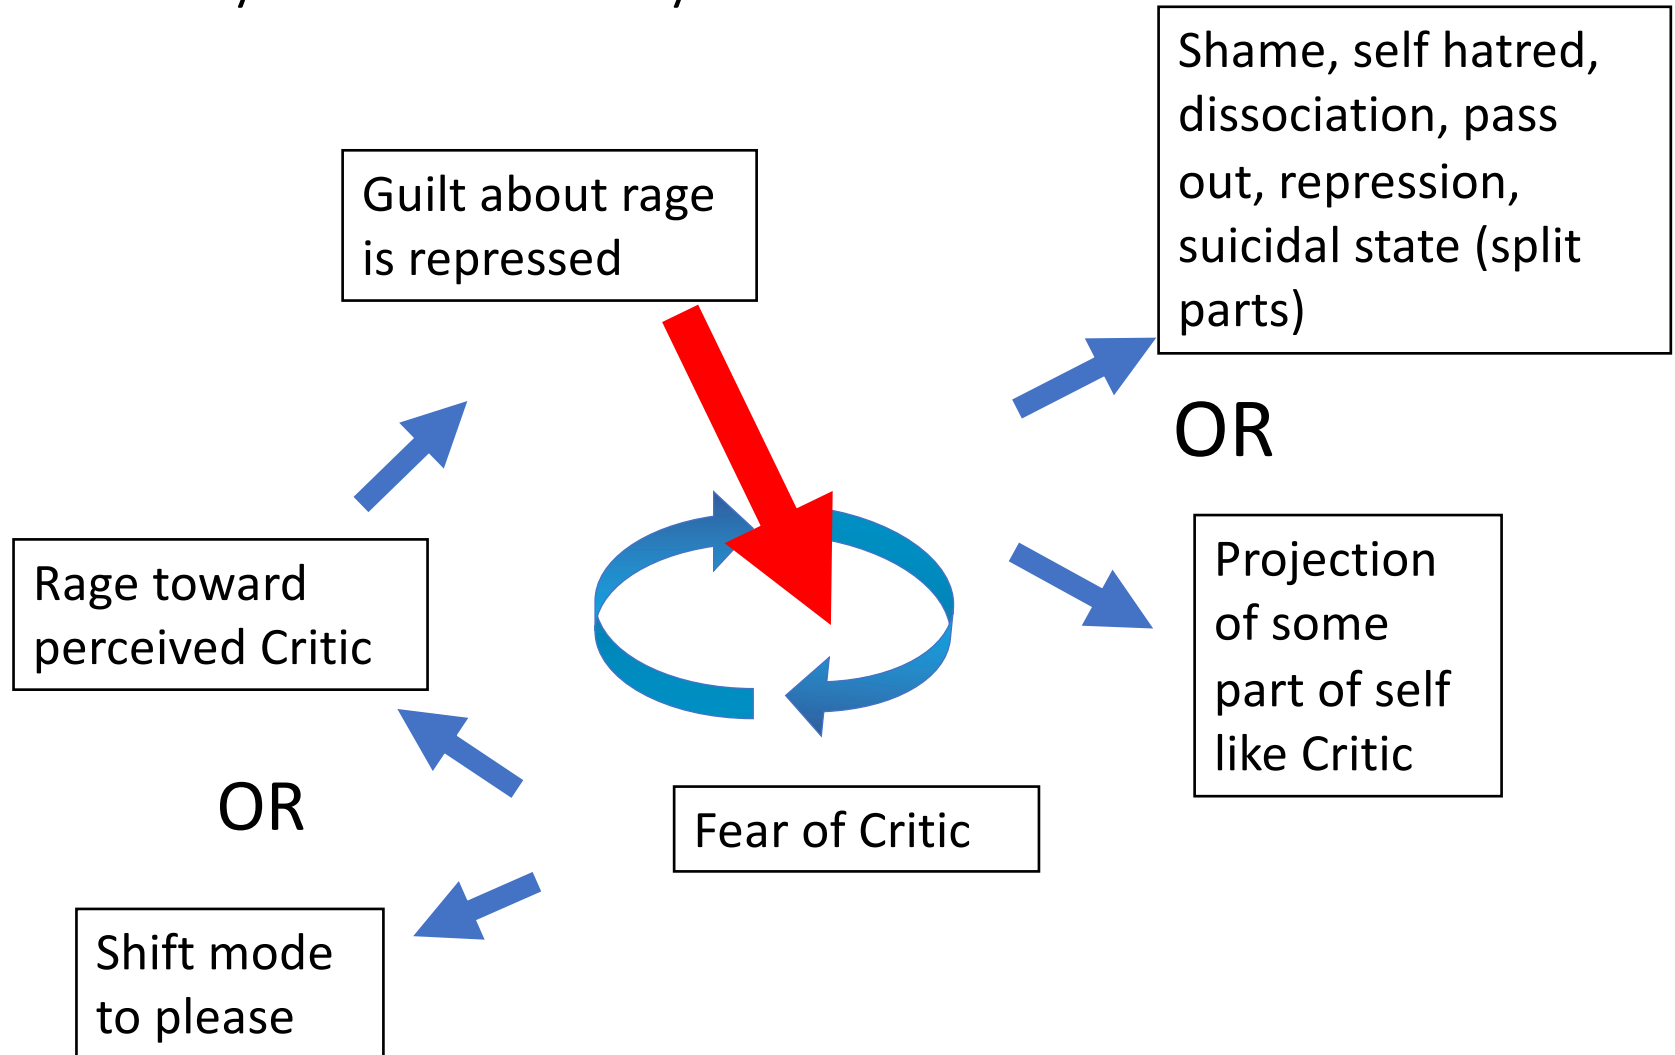 Shame, self hatred,
dissociation, pass
out, repression,
suicidal state (split
parts)
Guilt about rage
is repressed
OR
Projection
of some
part of self
like Critic
Rage toward
perceived Critic
OR
Fear of Critic
Shift mode
to please